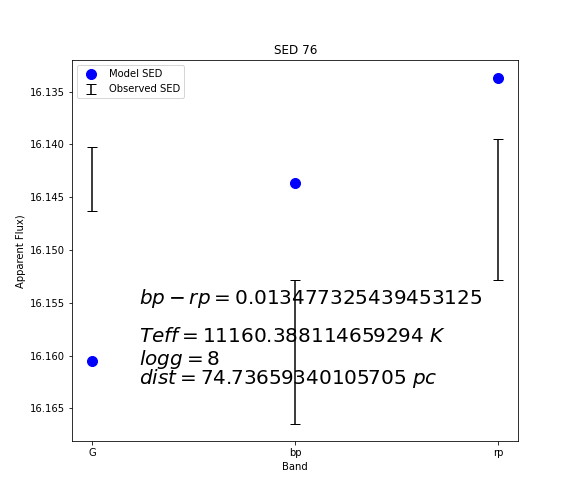 SED 76
Model SED
Observed SED
16.135
16.140
16.145
16.150
16.155
16.160
16.165
Apparent Flux)
bp − rp = 0.013477325439453125
Teff = 11160.388114659294 K
logg = 8
dist = 74.73659340105705 pc
G bp rp
Band